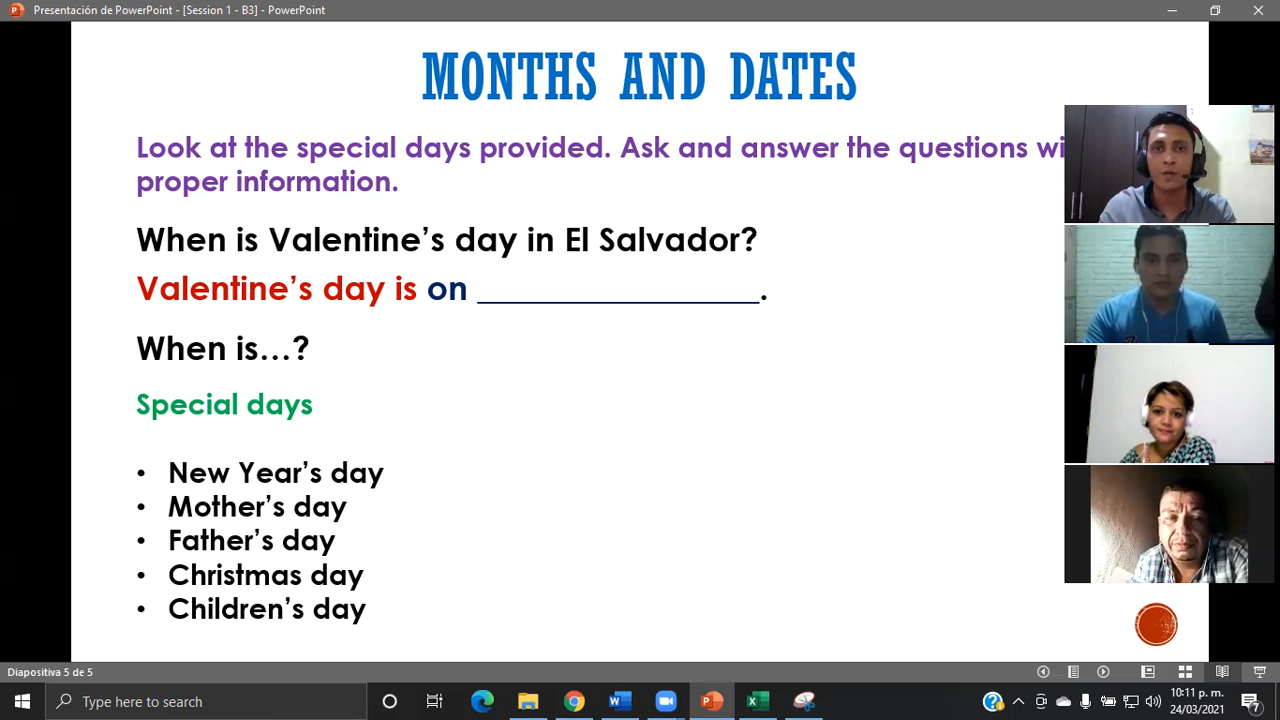 Presentación de PowerPoint - [Session 1 - B3] - PowerPoint
MONTHS AND DATES
Look at the special days provided. Ask and answer the questions
proper information.
When is Valentine's day in El Salvador?
Valentine's day is on _________________.
When is...?
Special days
• New Year's day
• Mother's day
• Father's day
• Christmas day
• Children's day
Diapositiva 5 de 5
Type here to search
10:11 p. m.
24/03/2021
7